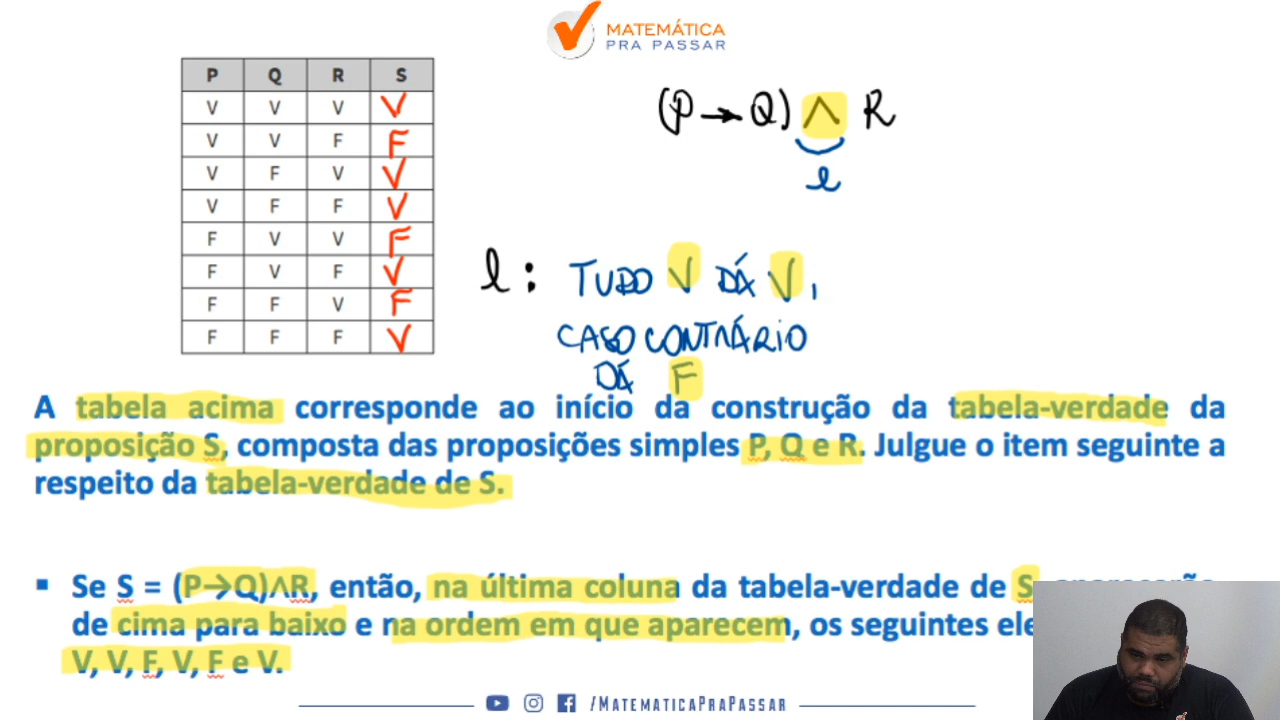 MATEMÁTICA
PRA PASSAR
P Q R S
V V V V
V V F F
V F V V
V F F V
F V V F
F V F V
F F V F
F F F V
(P → Q) ∧ R
e
l : TUDO V DÁ V,
CASO CONTRÁRIO
DÁ F
A tabela acima corresponde ao início da construção da tabela-verdade da
proposição S, composta das proposições simples P, Q e R. Julgue o item seguinte a
respeito da tabela-verdade de S.
▪ Se S = (P→Q)∧R, então, na última coluna da tabela-verdade de S
de cima para baixo e na ordem em que aparecem, os seguintes
V, V, F, V, F e V.
/MatematicaPraPassar